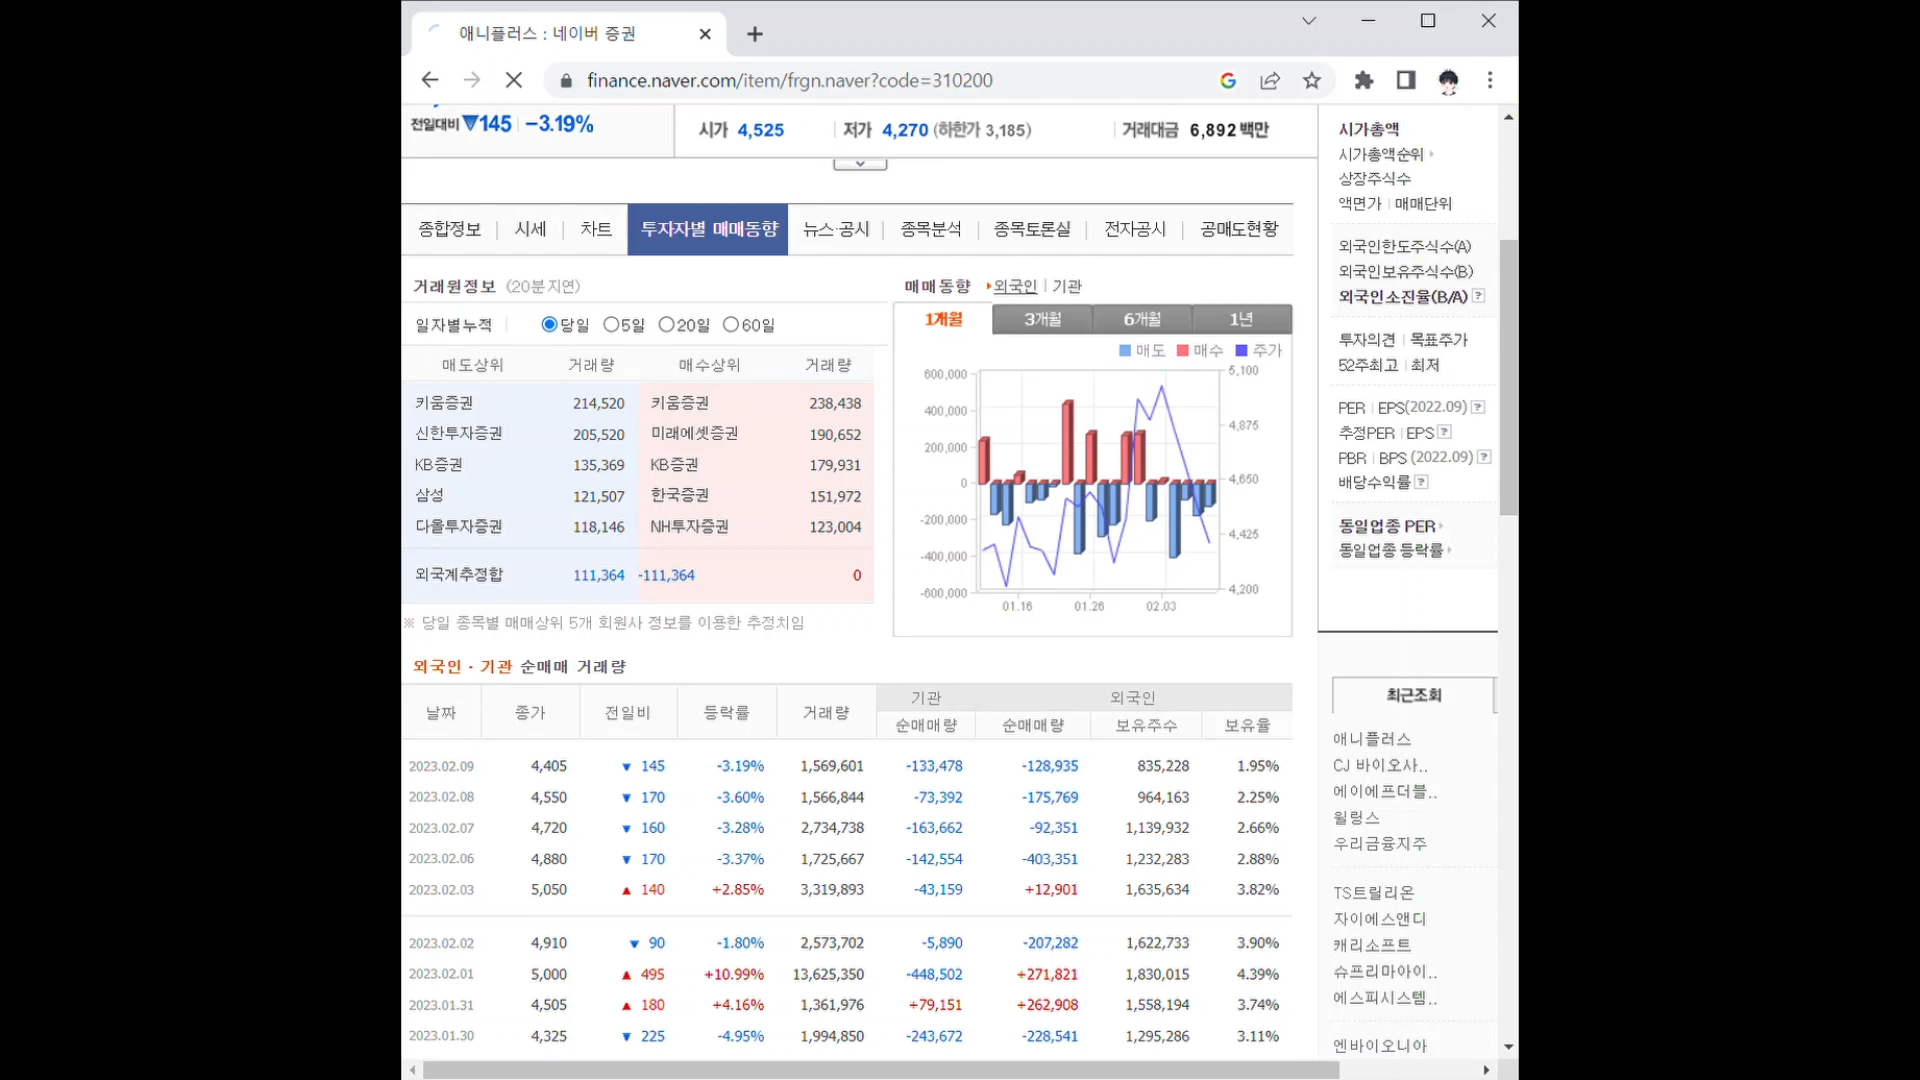 애니플러스 : 네이버 증권
finance.naver.com/item/frgn.naver?code=310200
전일대비 ▼145 | -3.19%
시가 4,525 | 저가 4,270 (하한가 3,185) | 거래대금 6,892 백만
종합정보 | 시세 | 차트 | 투자자별 매매동향 | 뉴스·공시 | 종목분석 | 종목토론실 | 전자공시 | 공매도현황
거래원정보 (20분지연)
일자별누적 | 당일 5일 20일 60일
매도상위 거래량 매수상위 거래량
키움증권 214,520 키움증권 238,438
신한투자증권 205,520 미래에셋증권 190,652
KB증권 135,369 KB증권 179,931
삼성 121,507 한국증권 151,972
다올투자증권 118,146 NH투자증권 123,004
외국계추정합 111,364 -111,364 0
※ 당일 종목별 매매상위 5개 회원사 정보를 이용한 추정치임
매매동향 외국인 | 기관
1개월 3개월 6개월 1년
매도 매수 주가
600,000 5,100
400,000 4,875
200,000
0 4,650
-200,000 4,425
-400,000
-600,000 4,200
01.16 01.26 02.03
외국인·기관 순매매 거래량
날짜 종가 전일비 등락률 거래량 기관 외국인
순매매량 순매매량 보유주수 보유율
2023.02.09 4,405 ▼ 145 -3.19% 1,569,601 -133,478 -128,935 835,228 1.95%
2023.02.08 4,550 ▼ 170 -3.60% 1,566,844 -73,392 -175,769 964,163 2.25%
2023.02.07 4,720 ▼ 160 -3.28% 2,734,738 -163,662 -92,351 1,139,932 2.66%
2023.02.06 4,880 ▼ 170 -3.37% 1,725,667 -142,554 -403,351 1,232,283 2.88%
2023.02.03 5,050 ▲ 140 +2.85% 3,319,893 -43,159 +12,901 1,635,634 3.82%
2023.02.02 4,910 ▼ 90 -1.80% 2,573,702 -5,890 -207,282 1,622,733 3.90%
2023.02.01 5,000 ▲ 495 +10.99% 13,625,350 -448,502 +271,821 1,830,015 4.39%
2023.01.31 4,505 ▲ 180 +4.16% 1,361,976 +79,151 +262,908 1,558,194 3.74%
2023.01.30 4,325 ▼ 225 -4.95% 1,994,850 -243,672 -228,541 1,295,286 3.11%
시가총액
시가총액순위
상장주식수
액면가 | 매매단위
외국인한도주식수(A)
외국인보유주식수(B)
외국인소진율(B/A) ?
투자의견 | 목표주가
52주최고 | 최저
PER | EPS(2022.09) ?
추정PER | EPS ?
PBR | BPS (2022.09) ?
배당수익률 ?
동일업종 PER
동일업종 등락률
최근조회
애니플러스
CJ 바이오사..
에이에프더블..
윌링스
우리금융지주
TS트릴리온
자이에스앤디
캐리소프트
슈프리마아이..
에스피시스템..
엔바이오니아